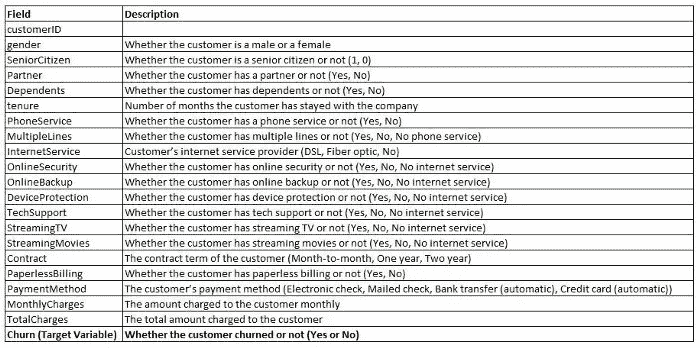 Field Description
customerID
gender Whether the customer is a male or a female
SeniorCitizen Whether the customer is a senior citizen or not (1, 0)
Partner Whether the customer has a partner or not (Yes, No)
Dependents Whether the customer has dependents or not (Yes, No)
tenure Number of months the customer has stayed with the company
PhoneService Whether the customer has a phone service or not (Yes, No)
MultipleLines Whether the customer has multiple lines or not (Yes, No, No phone service)
InternetService Customer's internet service provider (DSL, Fiber optic, No)
OnlineSecurity Whether the customer has online security or not (Yes, No, No internet service)
OnlineBackup Whether the customer has online backup or not (Yes, No, No internet service)
DeviceProtection Whether the customer has device protection or not (Yes, No, No internet service)
TechSupport Whether the customer has tech support or not (Yes, No, No internet service)
StreamingTV Whether the customer has streaming TV or not (Yes, No, No internet service)
StreamingMovies Whether the customer has streaming movies or not (Yes, No, No internet service)
Contract The contract term of the customer (Month-to-month, One year, Two year)
PaperlessBilling Whether the customer has paperless billing or not (Yes, No)
PaymentMethod The customer's payment method (Electronic check, Mailed check, Bank transfer (automatic), Credit card (automatic))
MonthlyCharges The amount charged to the customer monthly
TotalCharges The total amount charged to the customer
Churn (Target Variable) Whether the customer churned or not (Yes or No)